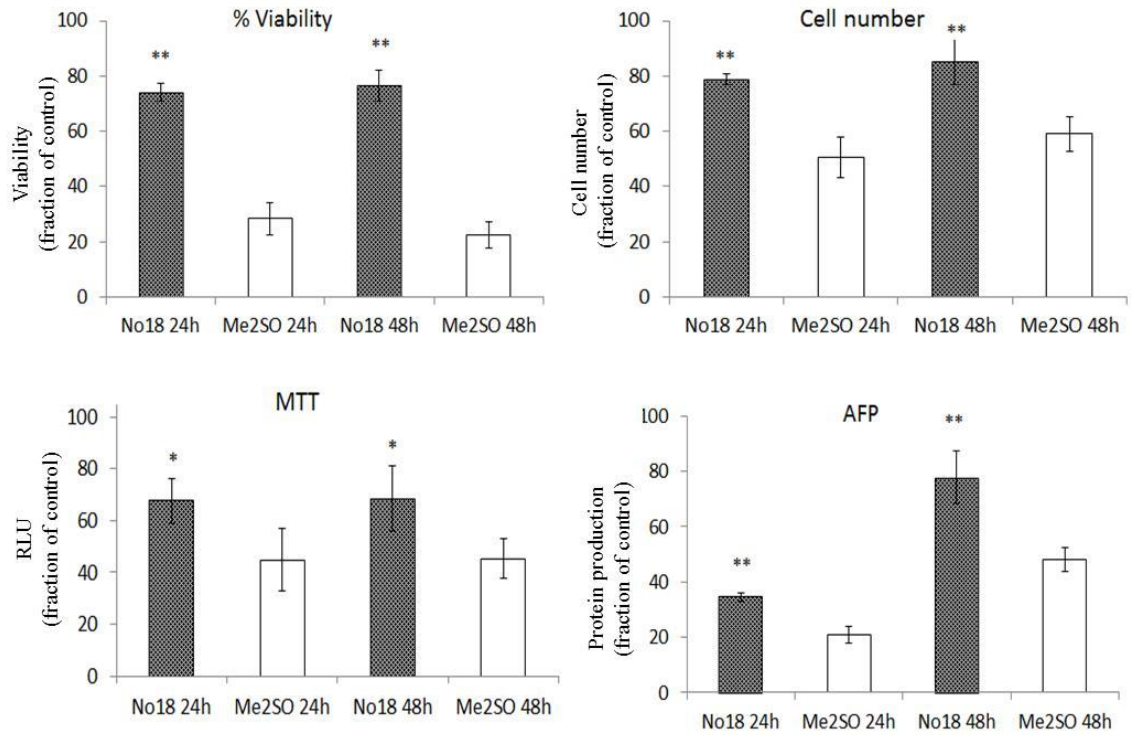 % Viability
100
80
60
40
20
0
Viability
(fraction of control)
**
**
No18 24h Me2SO 24h No18 48h Me2SO 48h
Cell number
100
80
60
40
20
0
Cell number
(fraction of control)
**
**
No18 24h Me2SO 24h No18 48h Me2SO 48h
MTT
100
80
60
40
20
0
RLU
(fraction of control)
*
*
No18 24h Me2SO 24h No18 48h Me2SO 48h
AFP
100
80
60
40
20
0
Protein production
(fraction of control)
**
**
No18 24h Me2SO 24h No18 48h Me2SO 48h